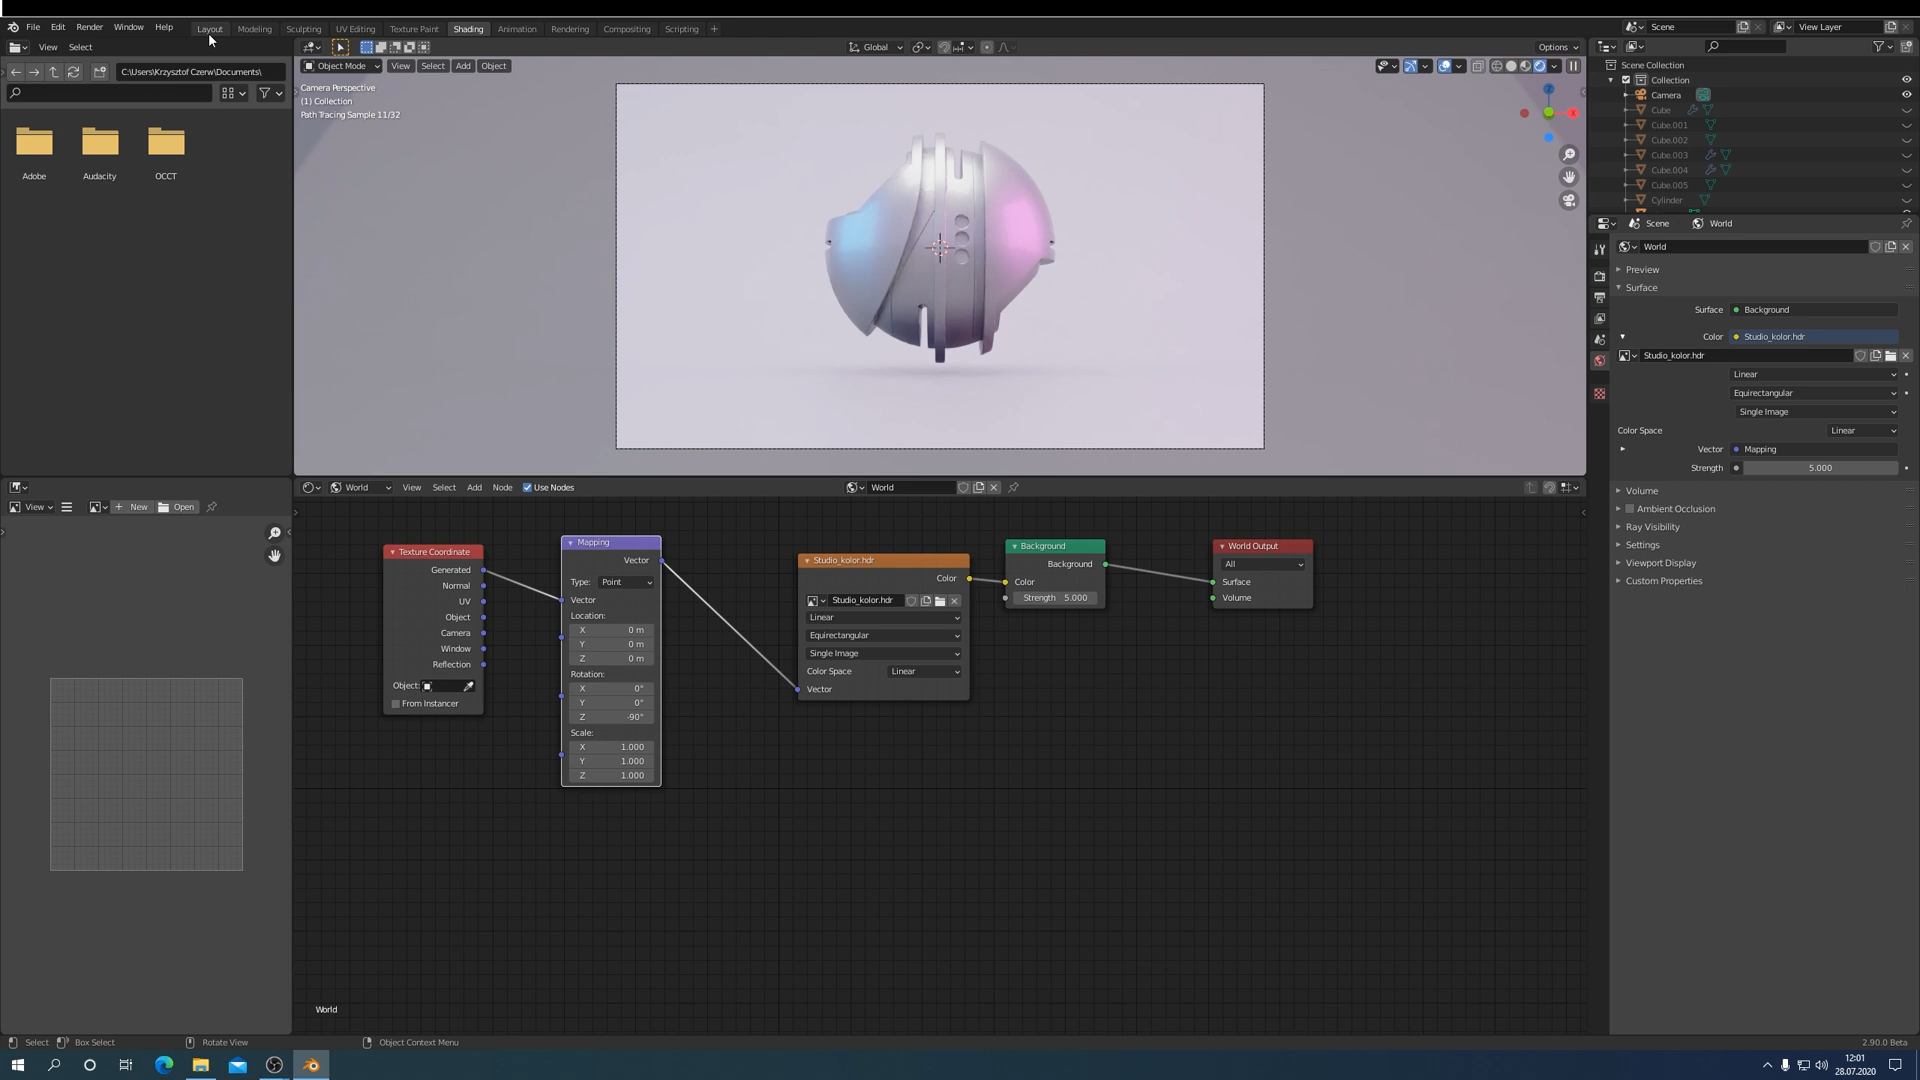 File Edit Render Window Help Layout Modeling Sculpting UV Editing Texture Paint Shading Animation Rendering Compositing Scripting + Scene View Layer
View Select Global Options
C:\Users\Krzysztof Czerw\Documents\ Object Mode View Select Add Object
Camera Perspective
(1) Collection
Path Tracing Sample 11/32
Adobe Audacity OCCT
Z
X
Scene Collection
Collection
Camera
Cube
Cube.001
Cube.002
Cube.003
Cube.004
Cube.005
Cylinder
Scene World
World
Preview
Surface
Surface Background
Color Studio_kolor.hdr
Studio_kolor.hdr
Linear
Equirectangular
Single Image
Color Space Linear
Vector Mapping
Strength 5.000
Volume
Ambient Occlusion
Ray Visibility
Settings
Viewport Display
Custom Properties
View New Open
World View Select Add Node Use Nodes World
Texture Coordinate
Generated
Normal
UV
Object
Camera
Window
Reflection
Object:
From Instancer
Mapping
Vector
Type: Point
Vector
Location:
X 0 m
Y 0 m
Z 0 m
Rotation:
X 0°
Y 0°
Z -90°
Scale:
X 1.000
Y 1.000
Z 1.000
Studio_kolor.hdr
Color
Studio_kolor.hdr
Linear
Equirectangular
Single Image
Color Space Linear
Vector
Background
Background
Color
Strength 5.000
World Output
All
Surface
Volume
World
Select Box Select Rotate View Object Context Menu 2.90.0 Beta
12:01
28.07.2020